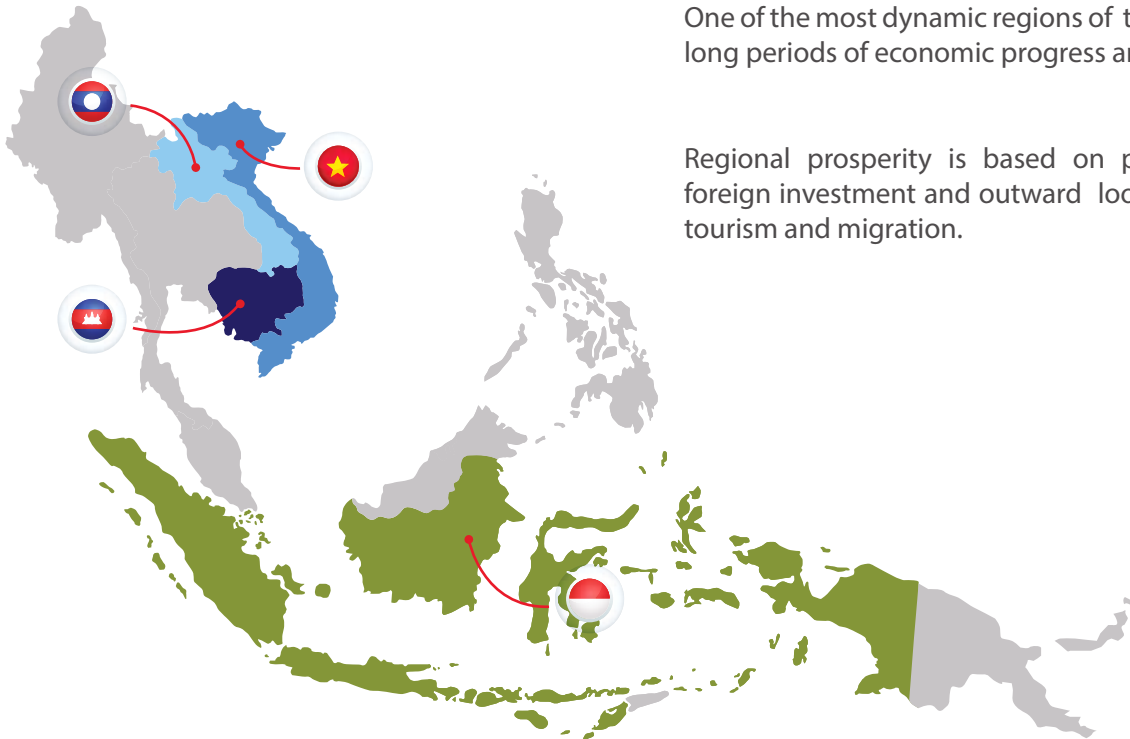 One of the most dynamic regions of
long periods of economic progress
Regional prosperity is based on
foreign investment and outward
tourism and migration.